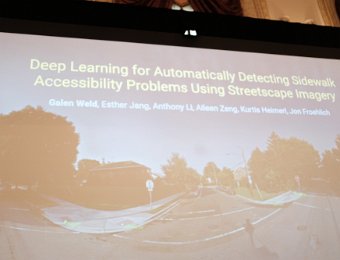 Deep Learning for Automatically Detecting Sidewalk
Accessibility Problems Using Streetscape Imagery
Galen Weld, Esther Jang, Anthony Li, Aileen Zeng, Kurtis Heimerl, Jon Froehlich